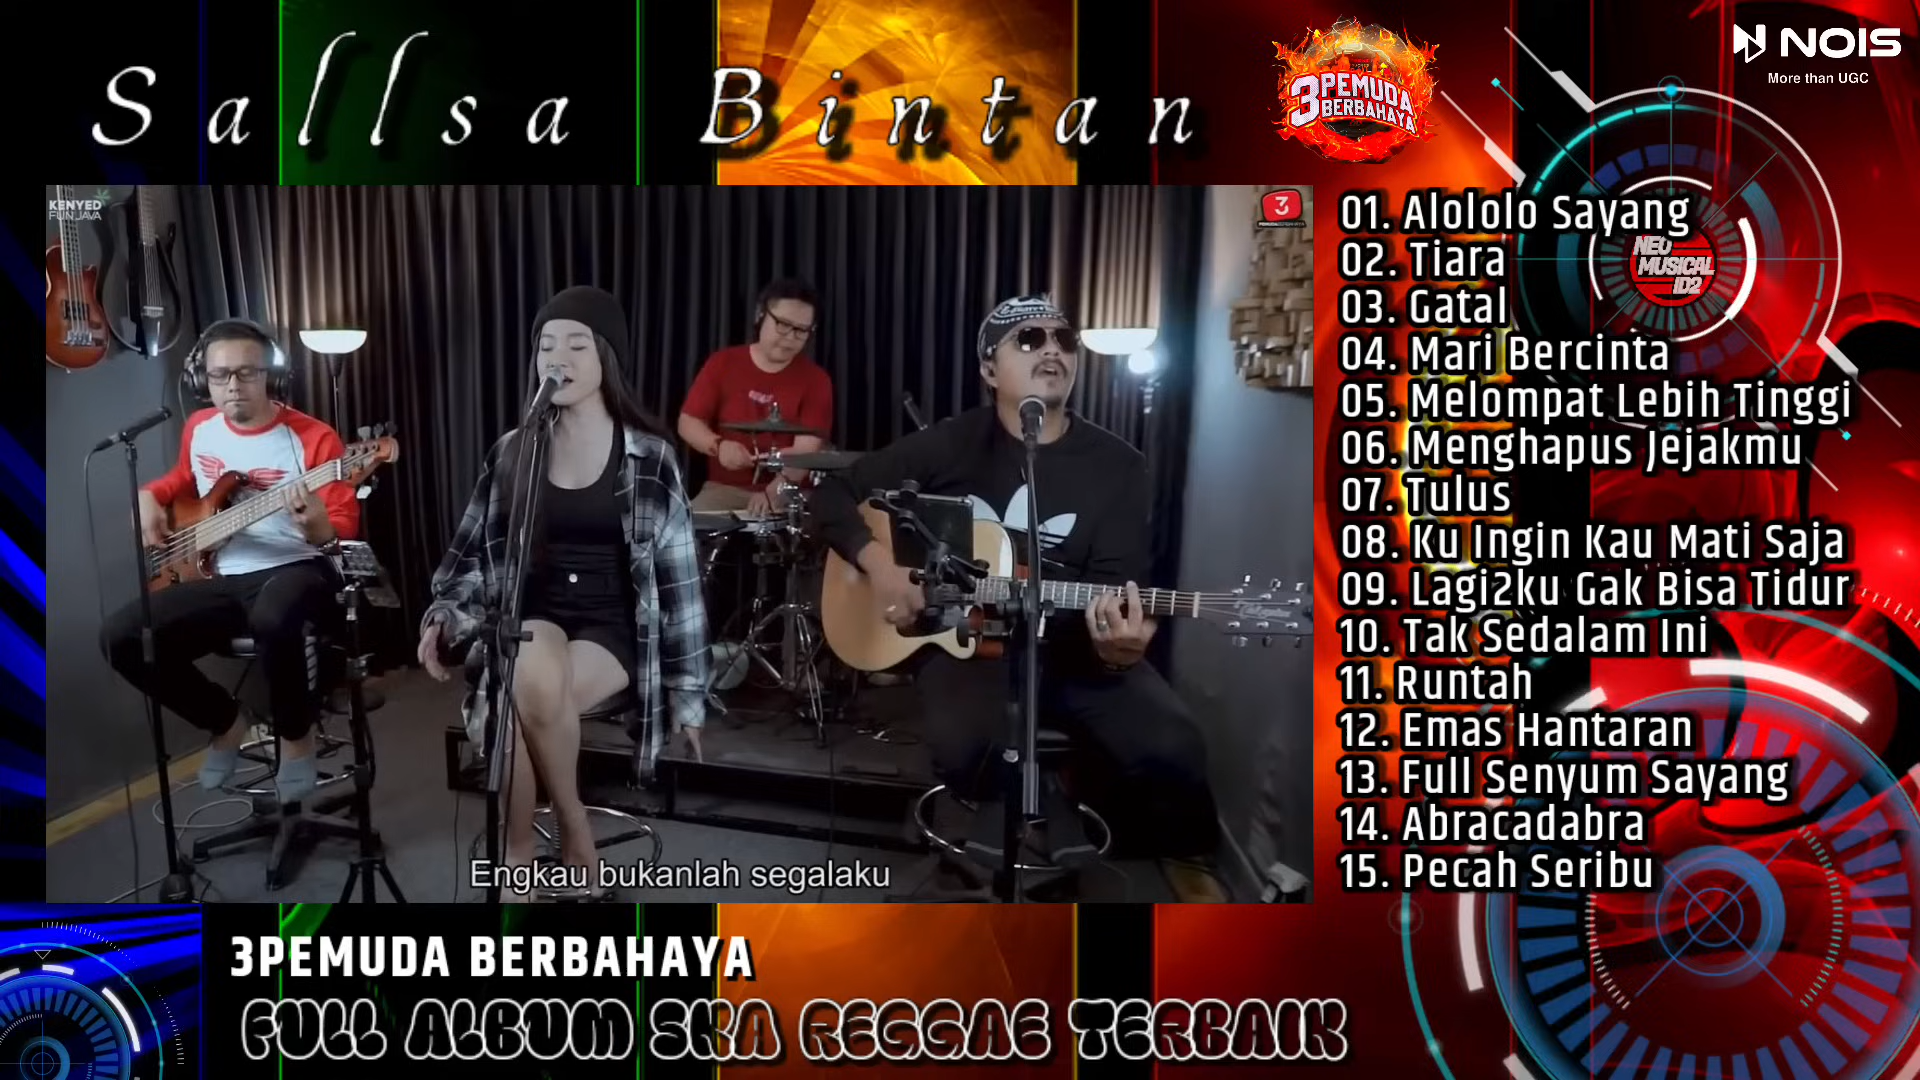 Sallsa Bintan
3PEMUDA
BERBAHAYA
NOIS
More than UGC
KENYED
FUNJAVA
3
NEO
MUSICAL
ID2
01. Alololo Sayang
02. Tiara
03. Gatal
04. Mari Bercinta
05. Melompat Lebih Tinggi
06. Menghapus Jejakmu
07. Tulus
08. Ku Ingin Kau Mati Saja
09. Lagi2ku Gak Bisa Tidur
10. Tak Sedalam Ini
11. Runtah
12. Emas Hantaran
13. Full Senyum Sayang
14. Abracadabra
15. Pecah Seribu
Engkau bukanlah segalaku
3PEMUDA BERBAHAYA
FULL ALBUM SKA REGGAE TERBAIK